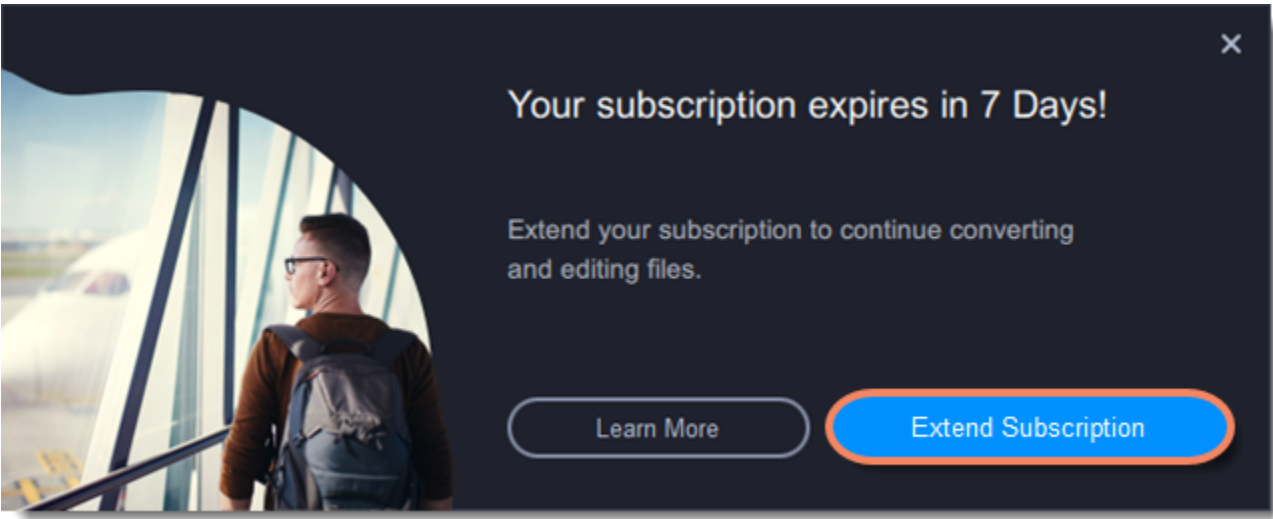 Your subscription expires in 7 Days!
Extend your subscription to continue converting
and editing files.
Learn More
Extend Subscription